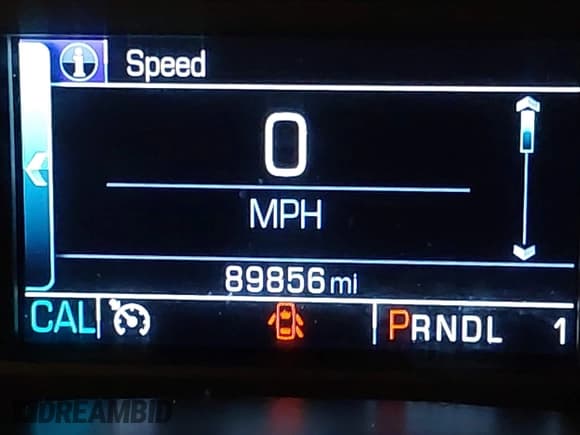 Speed
0
MPH
89856 mi
CAL PRNDL 1
DREAMBID